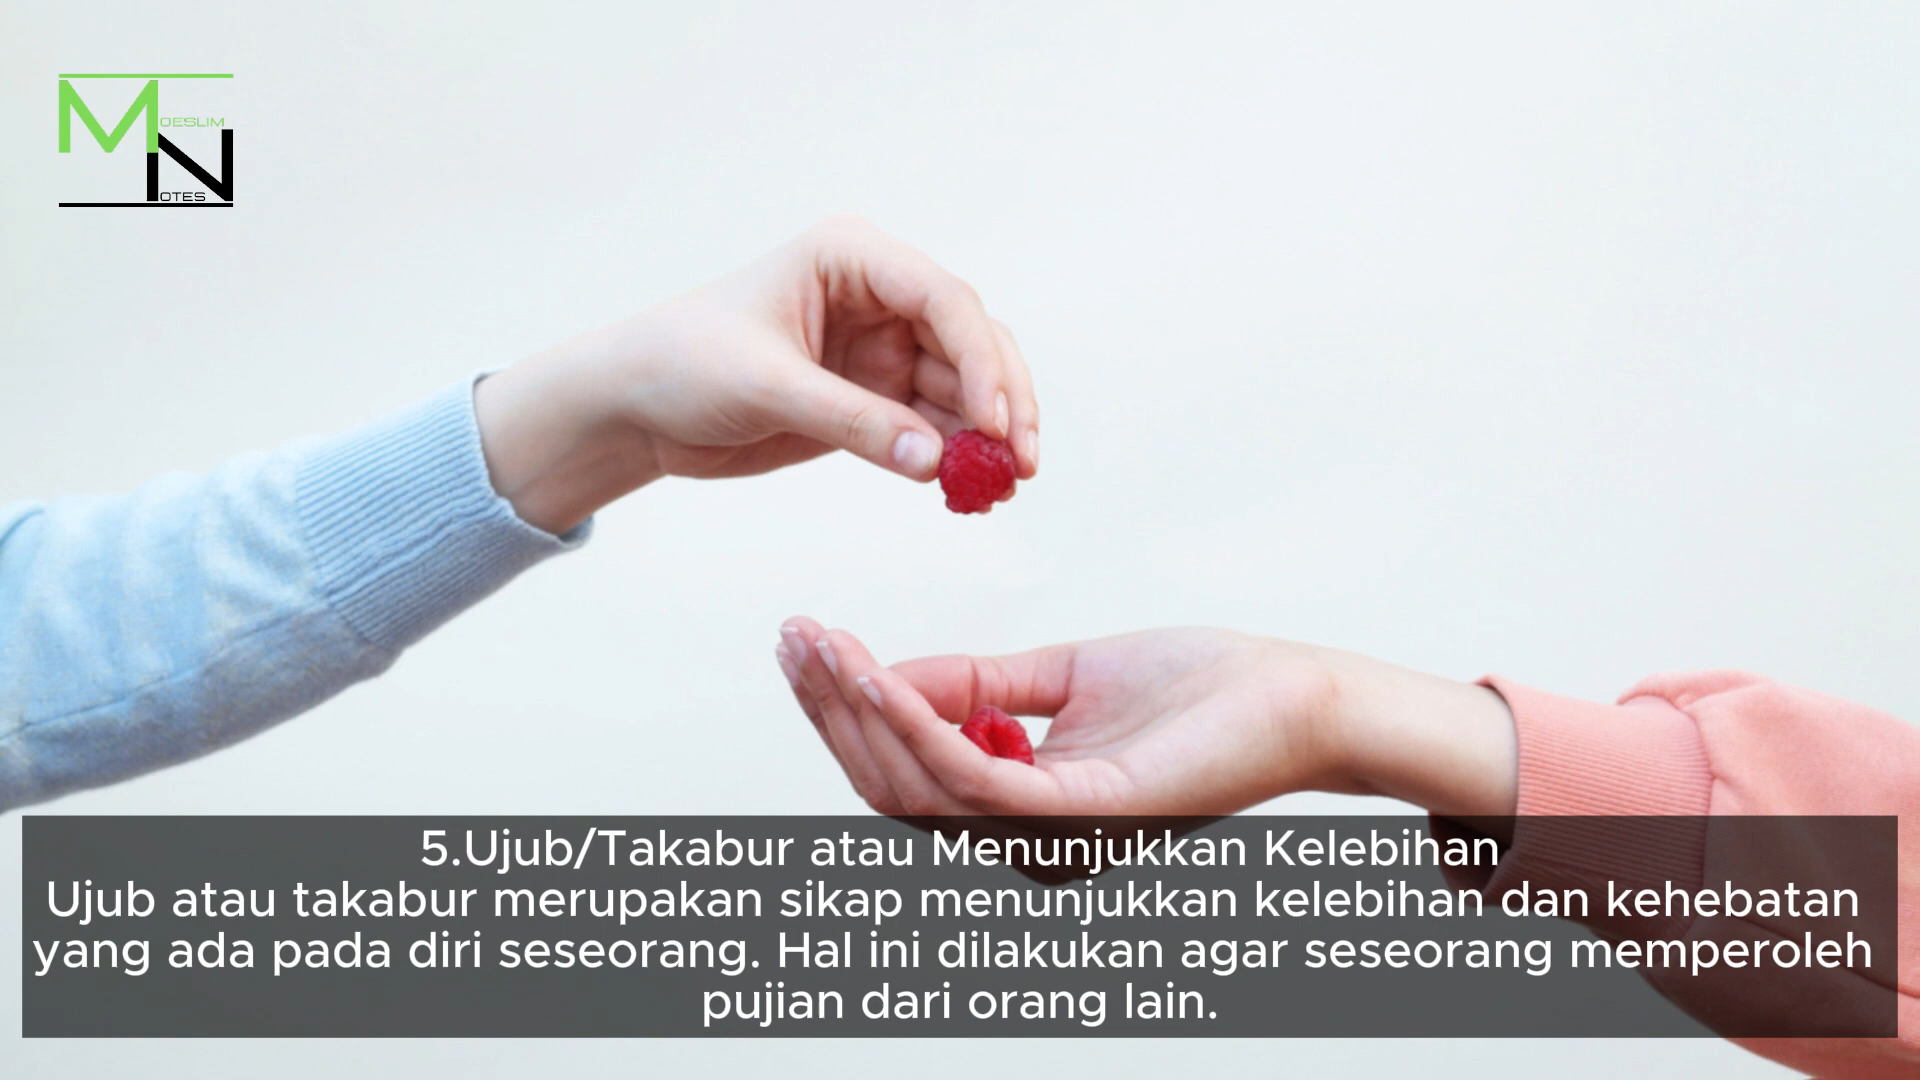 MOESLIM
NOTES
5.Ujub/Takabur atau Menunjukkan Kelebihan
Ujub atau takabur merupakan sikap menunjukkan kelebihan dan kehebatan
yang ada pada diri seseorang. Hal ini dilakukan agar seseorang memperoleh
pujian dari orang lain.